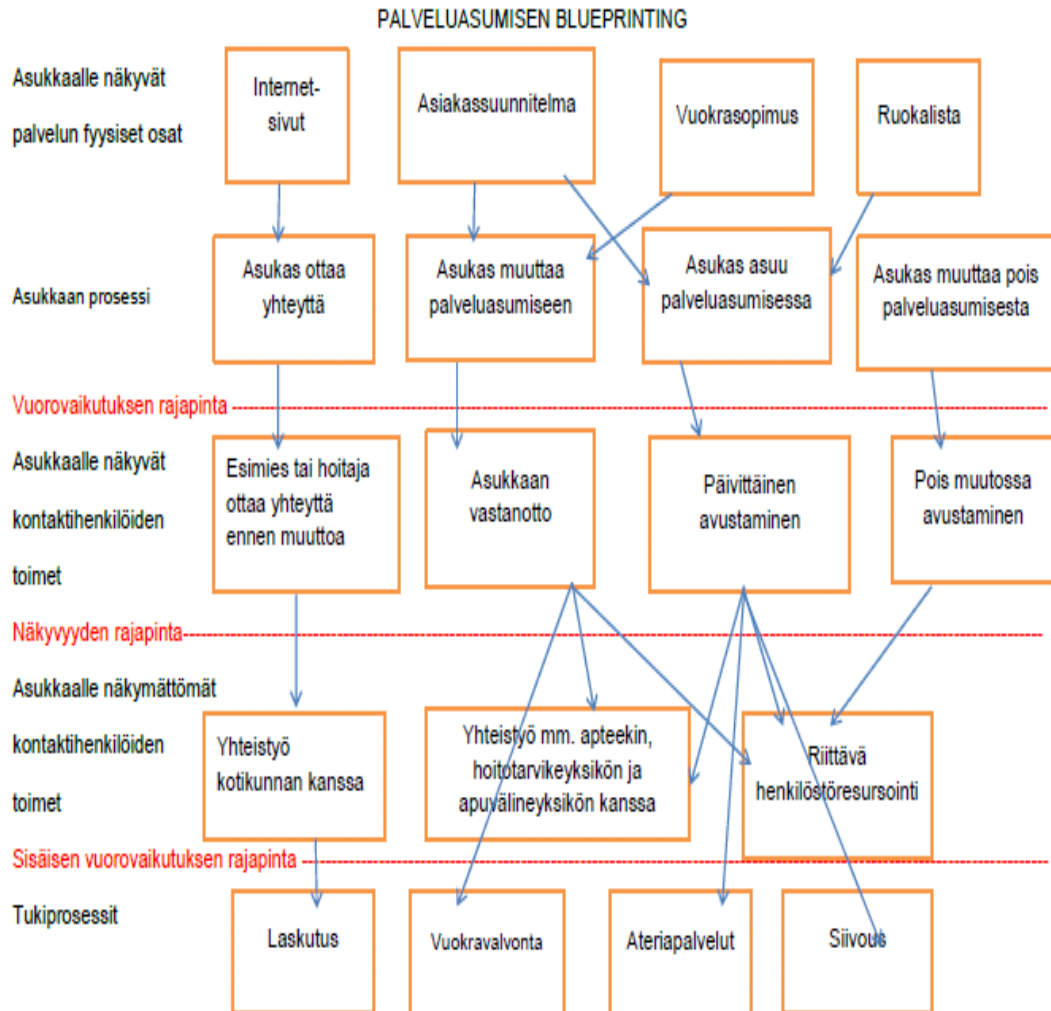 PALVELUASUMISEN BLUEPRINTING
Asukkaalle näkyvät
palvelun fyysiset osat
Internet-
sivut
Asiakassuunnitelma
Vuokrasopimus
Ruokalista
Asukkaan prosessi
Asukas ottaa
yhteyttä
Asukas muuttaa
palveluasumiseen
Asukas asuu
palveluasumisessa
Asukas muuttaa pois
palveluasumisesta
Vuorovaikutuksen rajapinta
Asukkaalle näkyvät
kontaktihenkilöiden
toimet
Esimies tai hoitaja
ottaa yhteyttä
ennen muuttoa
Asukkaan
vastanotto
Päivittäinen
avustaminen
Pois muutossa
avustaminen
Näkyvyyden rajapinta
Asukkaalle näkymättömät
kontaktihenkilöiden
toimet
Yhteistyö
kotikunnan kanssa
Yhteistyö mm. apteekin,
hoitotarvikeyksikön ja
apuvälineyksikön kanssa
Riittävä
henkilöstöresursointi
Sisäisen vuorovaikutuksen rajapinta
Tukiprosessit
Laskutus
Vuokravalvonta
Ateriapalvelut
Siivous